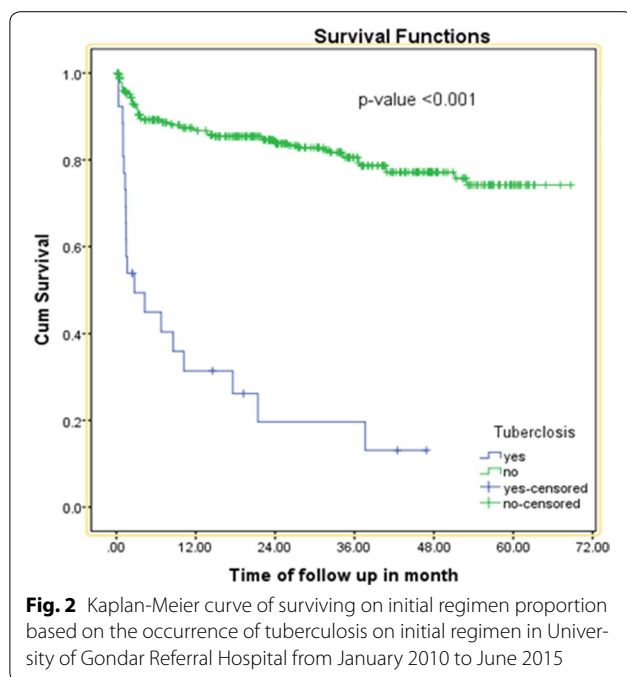 Survival Functions
1.0
p-value <0.001
0.8
0.6
Cum Survival
0.4
0.2
Tuberclosis
yes
no
yes-censored
no-censored
0.0
.00 12.00 24.00 36.00 48.00 60.00 72.00
Time of follow up in month
Fig. 2 Kaplan-Meier curve of surviving on initial regimen proportion
based on the occurrence of tuberculosis on initial regimen in Univer-
sity of Gondar Referral Hospital from January 2010 to June 2015